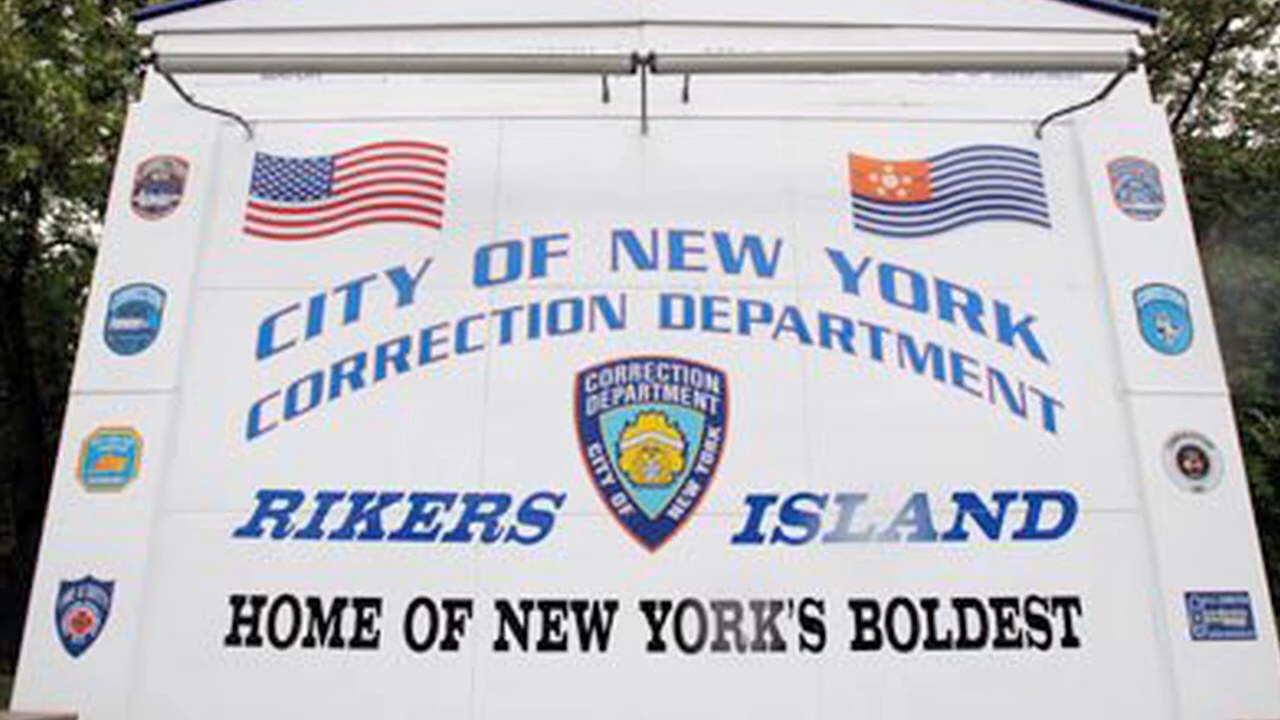 CITY OF NEW YORK
CORRECTION DEPARTMENT
CORRECTION
DEPARTMENT
CITY OF
NEW YORK
RIKERS ISLAND
HOME OF NEW YORK'S BOLDEST